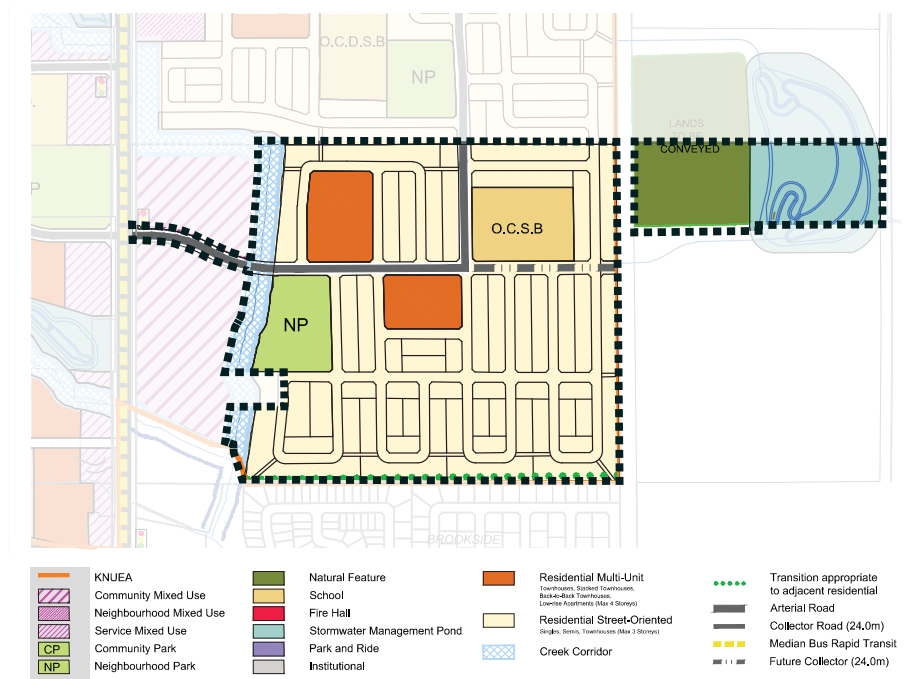 O.C.D.S.B
NP
LANDS
TO BE
CONVEYED
P
O.C.S.B
NP
BROOKSIDE
KNUEA
Community Mixed Use
Neighbourhood Mixed Use
Service Mixed Use
CP Community Park
NP Neighbourhood Park
Natural Feature
School
Fire Hall
Stormwater Management Pond
Park and Ride
Institutional
Residential Multi-Unit
Townhouses, Stacked Townhouses,
Back-to-Back Townhouses,
Low-rise Apartments (Max 4 Storeys)
Residential Street-Oriented
Singles, Semis, Townhouses (Max 3 Storeys)
Creek Corridor
Transition appropriate
to adjacent residential
Arterial Road
Collector Road (24.0m)
Median Bus Rapid Transit
Future Collector (24.0m)